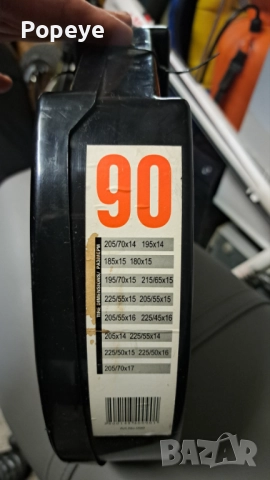 Popeye
90
205/70x14 195x14
185x15 180x15
195/70x15 215/65x15
225/55x15 205/55x15
205/55x16 225/45x16
205x14 225/55x14
225/50x15 225/50x16
205/70x17
BAZAR
bg